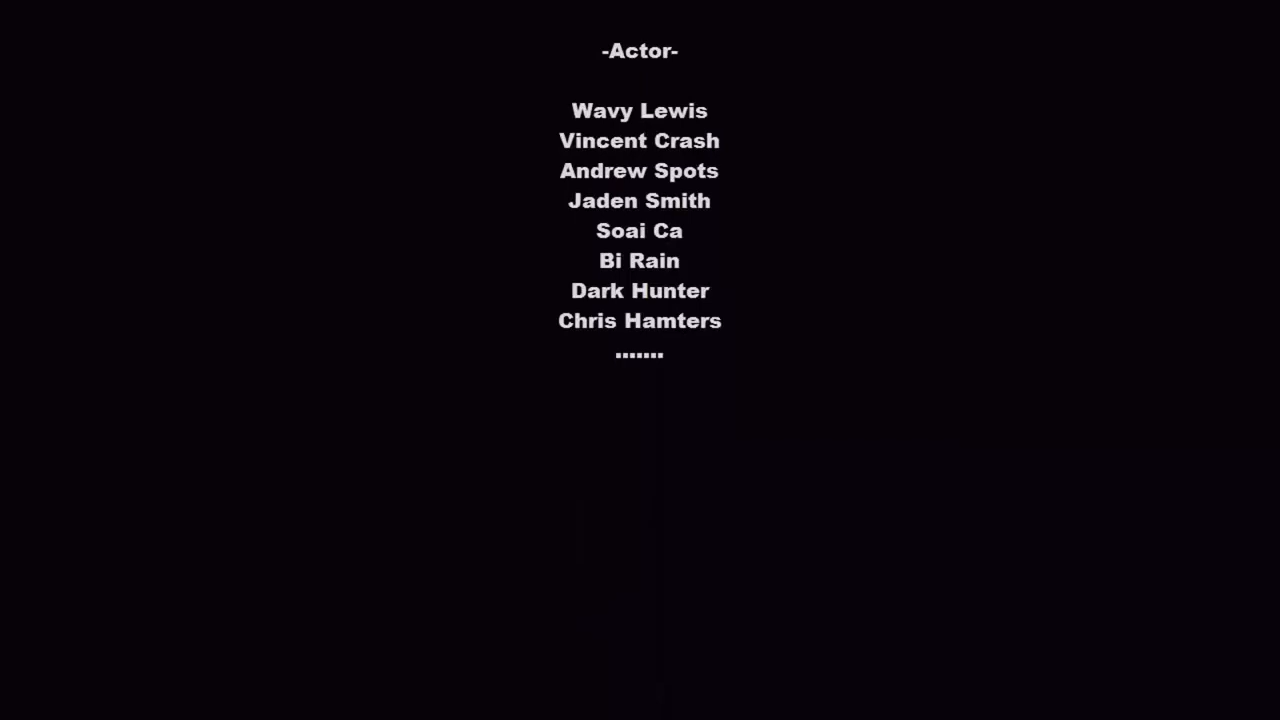 -Actor-
Wavy Lewis
Vincent Crash
Andrew Spots
Jaden Smith
Soai Ca
Bi Rain
Dark Hunter
Chris Hamters
.......